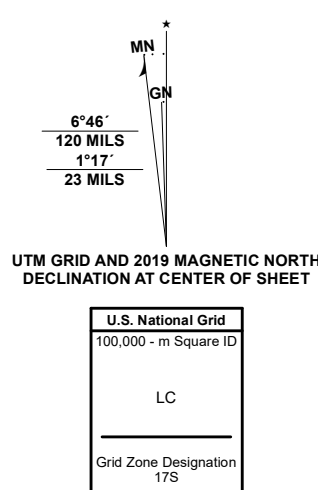 MN
GN
6°46´
120 MILS
1°17´
23 MILS
UTM GRID AND 2019 MAGNETIC NORTH
DECLINATION AT CENTER OF SHEET
U.S. National Grid
100,000 - m Square ID
LC
Grid Zone Designation
17S